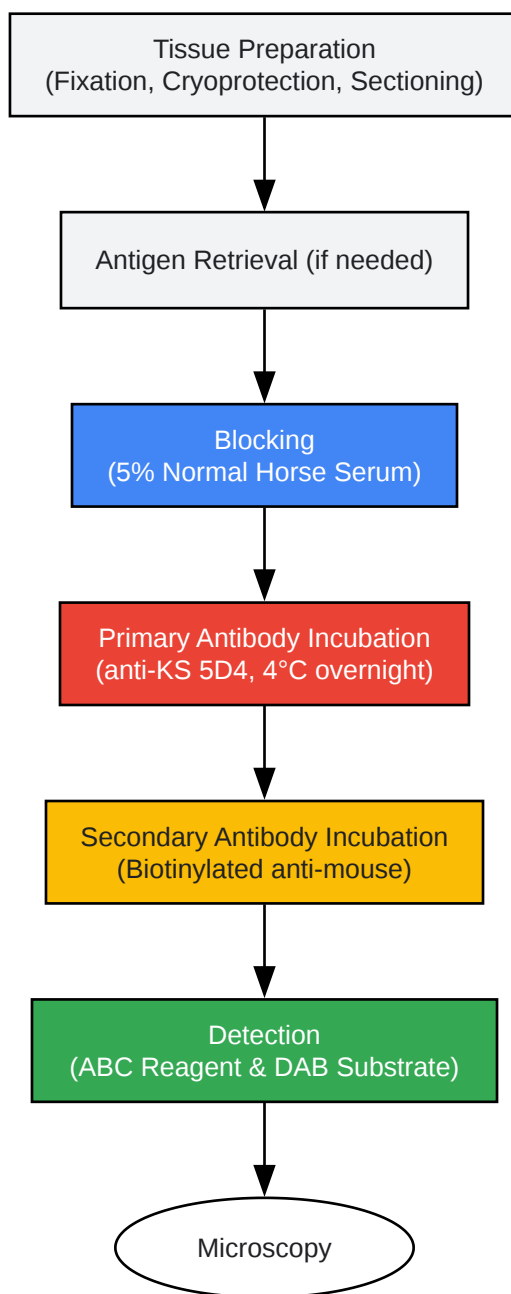 Tissue Preparation
(Fixation, Cryoprotection, Sectioning)
Antigen Retrieval (if needed)
Blocking
(5% Normal Horse Serum)
Primary Antibody Incubation
(anti-KS 5D4, 4°C overnight)
Secondary Antibody Incubation
(Biotinylated anti-mouse)
Detection
(ABC Reagent & DAB Substrate)
Microscopy